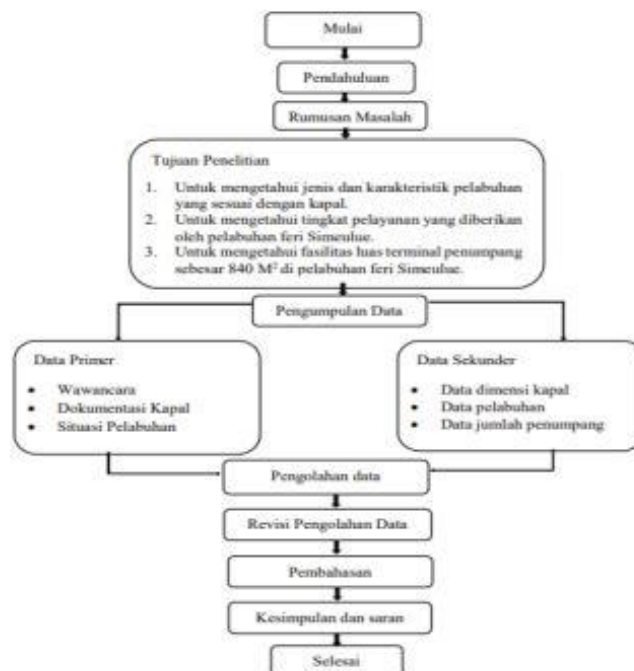 Mulai
Pendahuluan
Rumusan Masalah
Tujuan Penelitian
1. Untuk mengetahui jenis dan karakteristik pelabuhan
yang sesuai dengan kapal.
2. Untuk mengetahui tingkat pelayanan yang diberikan
oleh pelabuhan feri Simeulue.
3. Untuk mengetahui fasilitas luas terminal penumpang
sebesar 840 M² di pelabuhan feri Simeulue.
Pengumpulan Data
Data Primer
• Wawancara
• Dokumentasi Kapal
• Situasi Pelabuhan
Data Sekunder
• Data dimensi kapal
• Data pelabuhan
• Data jumlah penumpang
Pengolahan data
Revisi Pengolahan Data
Pembahasan
Kesimpulan dan saran
Selesai